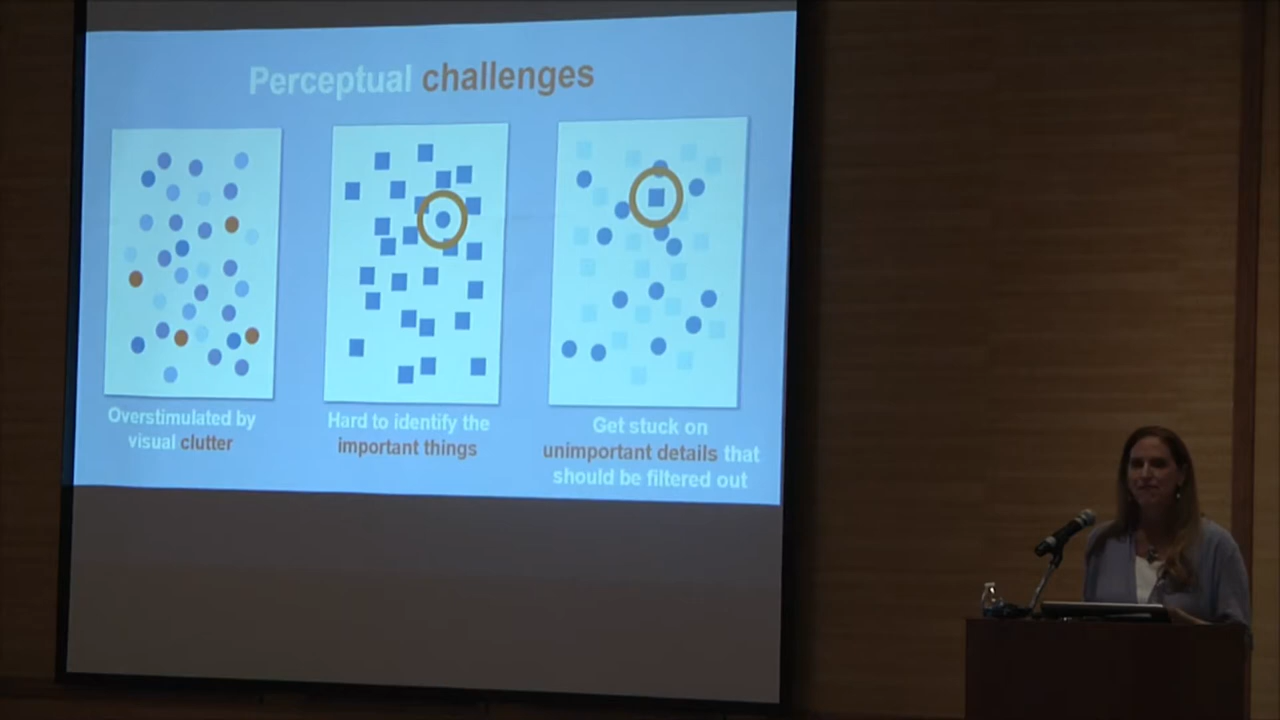 Perceptual challenges
Overstimulated by
visual clutter
Hard to identify the
important things
Get stuck on
unimportant details that
should be filtered out